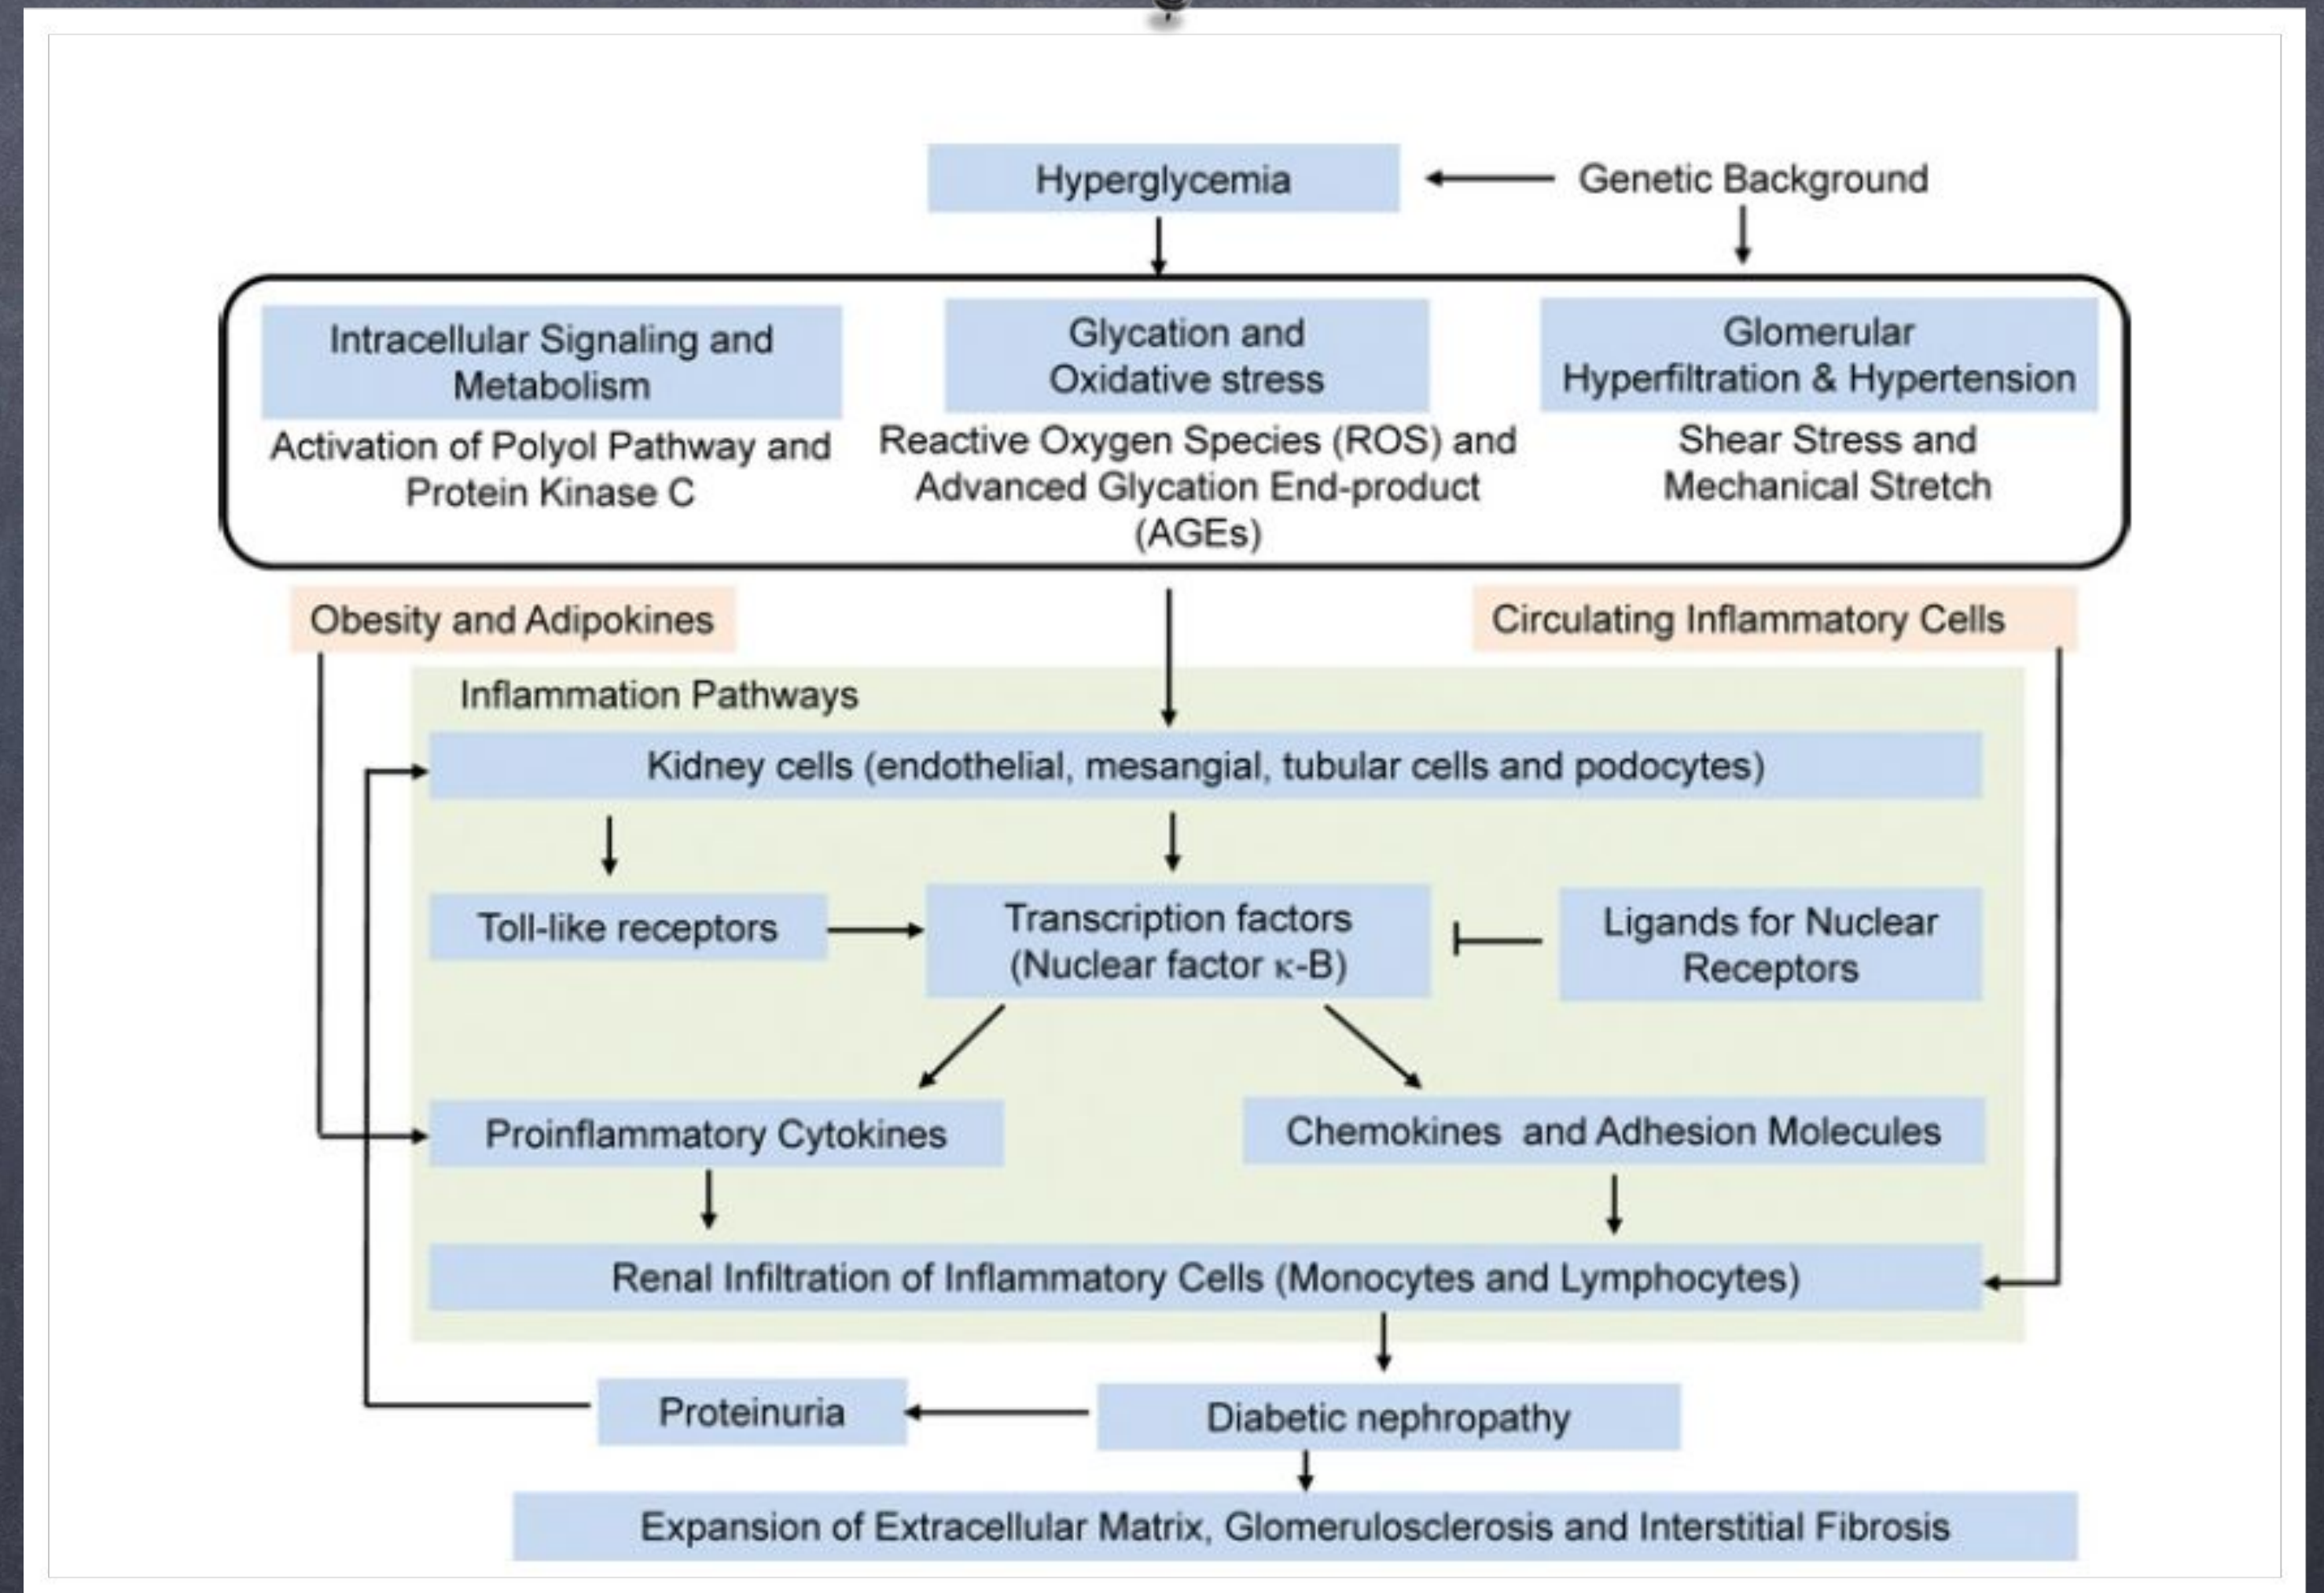 Hyperglycemia
Genetic Background
Intracellular Signaling and
Metabolism
Activation of Polyol Pathway and
Protein Kinase C
Glycation and
Oxidative stress
Reactive Oxygen Species (ROS) and
Advanced Glycation End-product
(AGEs)
Glomerular
Hyperfiltration & Hypertension
Shear Stress and
Mechanical Stretch
Obesity and Adipokines
Circulating Inflammatory Cells
Inflammation Pathways
Kidney cells (endothelial, mesangial, tubular cells and podocytes)
Toll-like receptors
Transcription factors
(Nuclear factor κ-B)
Ligands for Nuclear
Receptors
Proinflammatory Cytokines
Chemokines and Adhesion Molecules
Renal Infiltration of Inflammatory Cells (Monocytes and Lymphocytes)
Proteinuria
Diabetic nephropathy
Expansion of Extracellular Matrix, Glomerulosclerosis and Interstitial Fibrosis